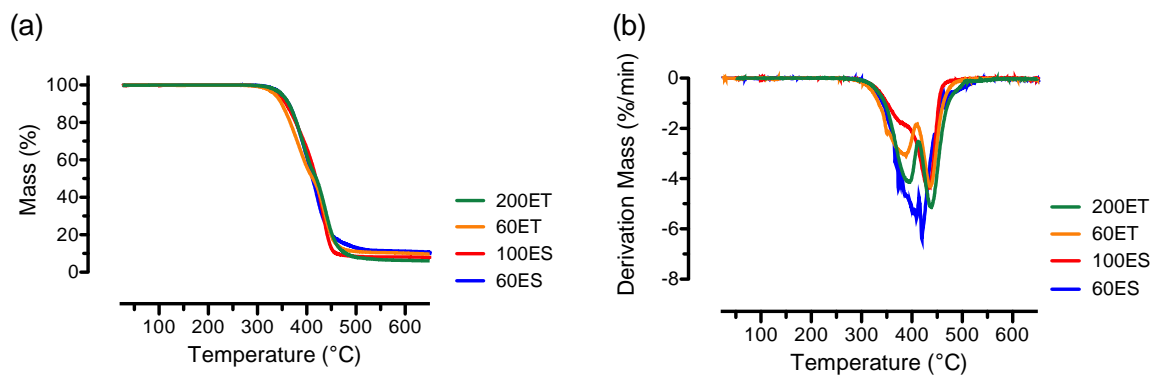 (a)
Mass (%)
100
80
60
40
20
0
200ET
60ET
100ES
60ES
100 200 300 400 500 600
Temperature (°C)
(b)
Derivation Mass (%/min)
0
-2
-4
-6
-8
200ET
60ET
100ES
60ES
100 200 300 400 500 600
Temperature (°C)